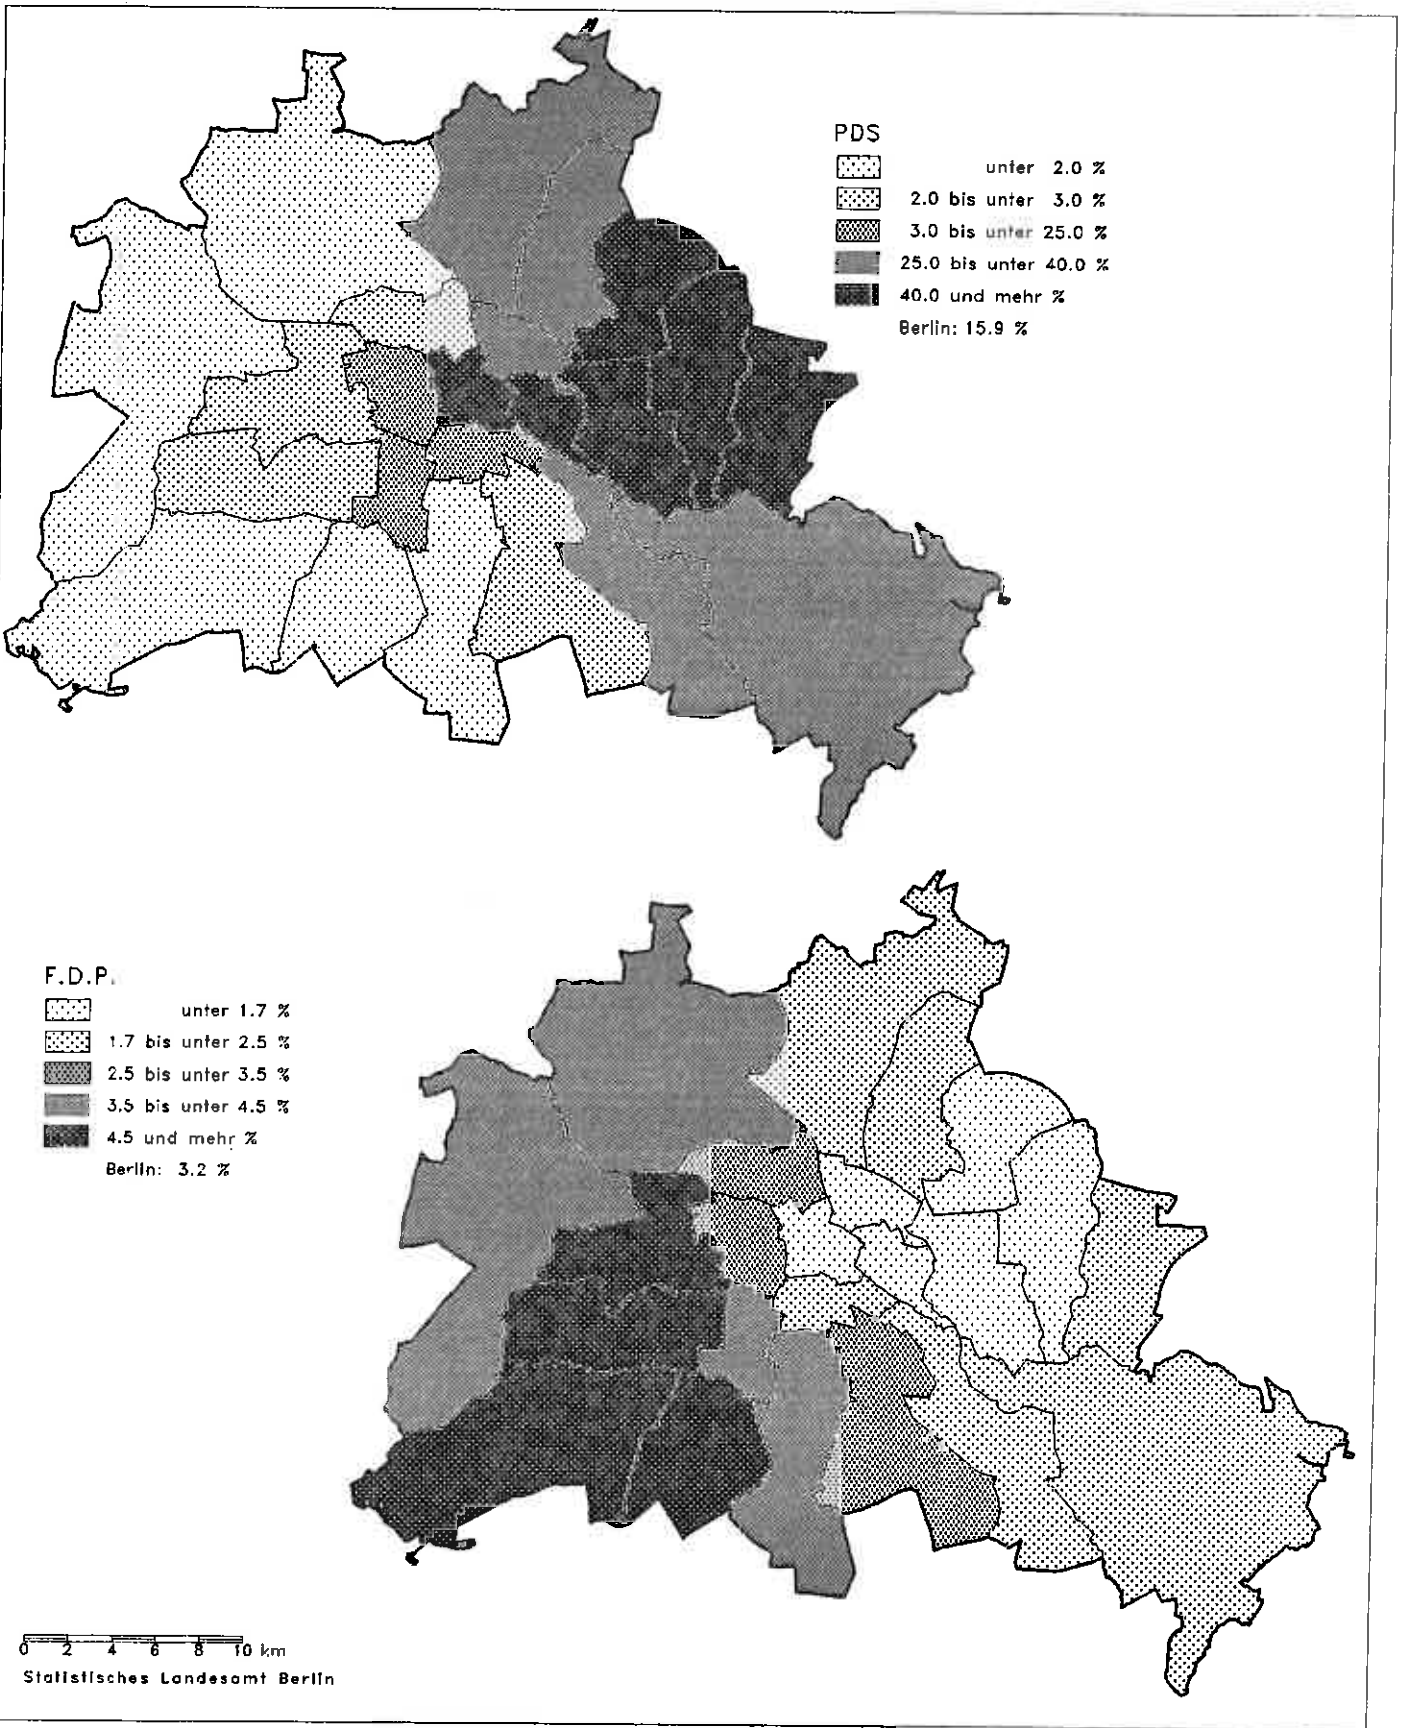 PDS
unter 2.0 %
2.0 bis unter 3.0 %
3.0 bis unter 25.0 %
25.0 bis unter 40.0 %
40.0 und mehr %
Berlin: 15.9 %
F.D.P.
unter 1.7 %
1.7 bis unter 2.5 %
2.5 bis unter 3.5 %
3.5 bis unter 4.5 %
4.5 und mehr %
Berlin: 3.2 %
0 2 4 6 8 10 km
Statistisches Landesamt Berlin